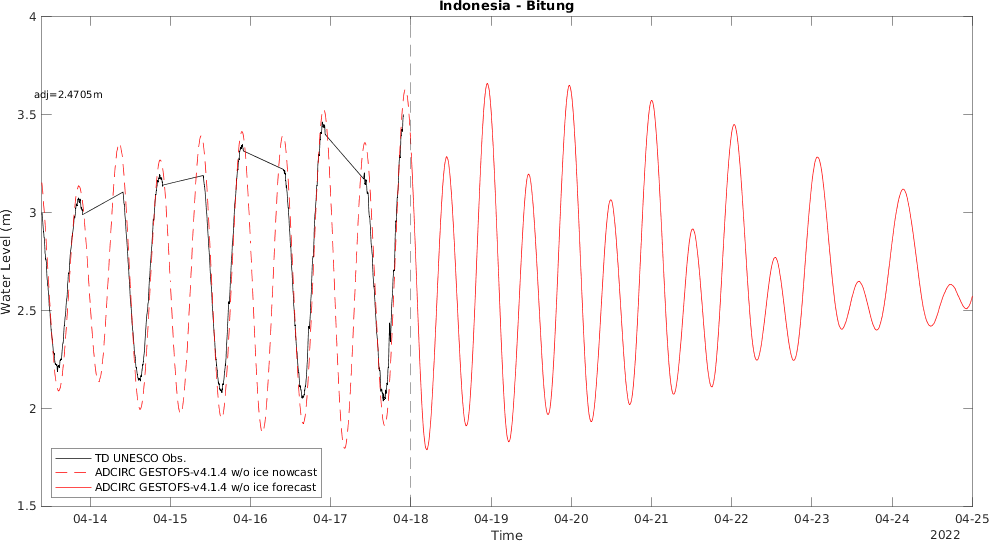 Indonesia - Bitung
4
adj=2.4705m
3.5
3
Water Level (m)
2.5
2
1.5
TD UNESCO Obs.
ADCIRC GESTOFS-v4.1.4 w/o ice nowcast
ADCIRC GESTOFS-v4.1.4 w/o ice forecast
04-14 04-15 04-16 04-17 04-18 04-19 04-20 04-21 04-22 04-23 04-24 04-25
Time
2022